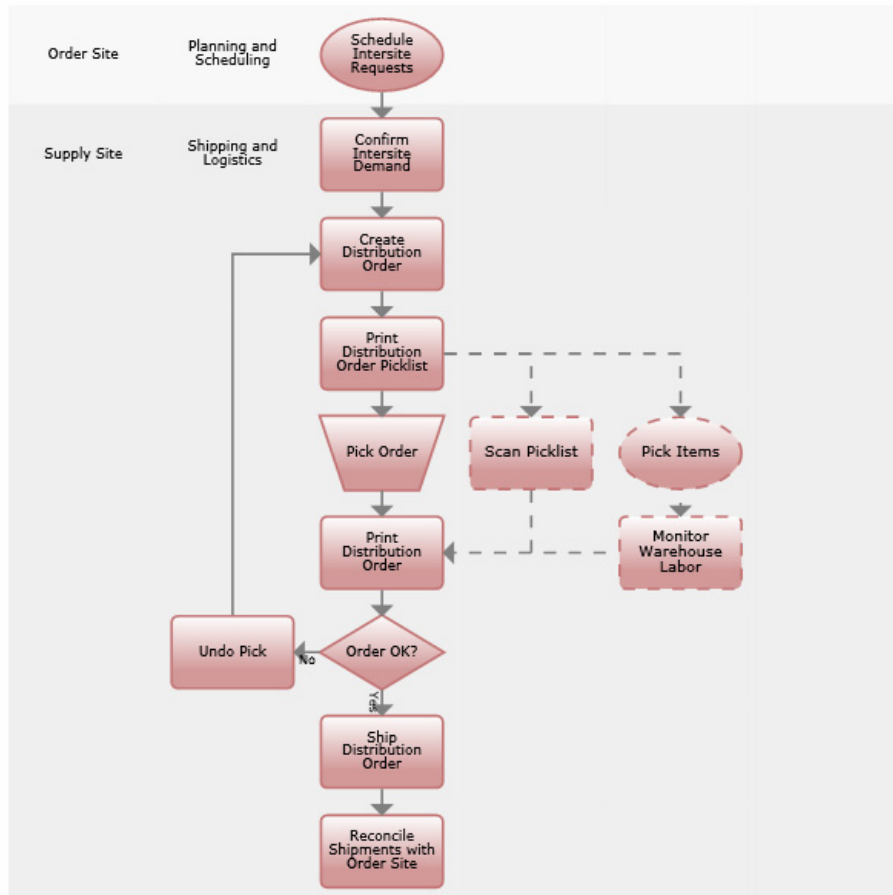 Order Site
Planning and
Scheduling
Schedule
Intersite
Requests
Supply Site
Shipping and
Logistics
Confirm
Intersite
Demand
Create
Distribution
Order
Print
Distribution
Order Picklist
Pick Order
Scan Picklist
Pick Items
Print
Distribution
Order
Monitor
Warehouse
Labor
Undo Pick
No
Order OK?
Yes
Ship
Distribution
Order
Reconcile
Shipments with
Order Site